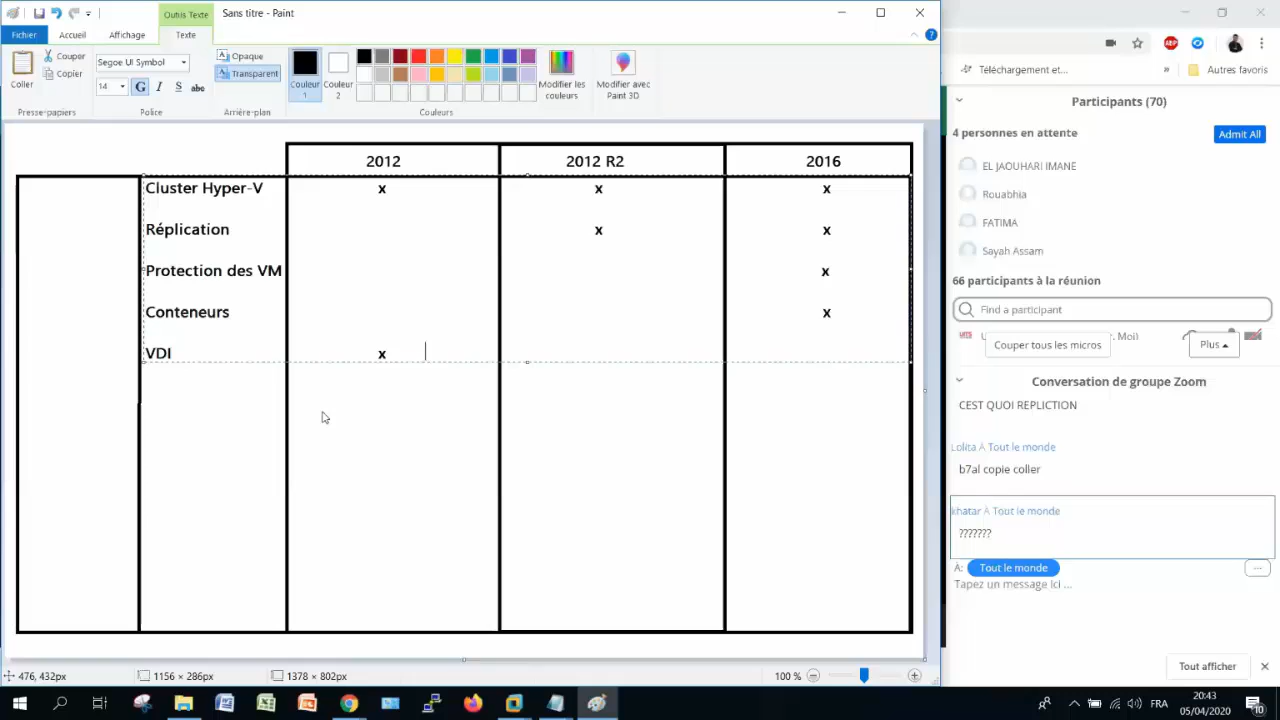 Outils Texte
Sans titre - Paint
Fichier
Accueil
Affichage
Texte
Coller
Couper
Copier
Presse-papiers
Segoe UI Symbol
14
G
I
S
abc
Police
Opaque
Transparent
Arrière-plan
Couleur 1
Couleur 2
Couleurs
Modifier les couleurs
Modifier avec Paint 3D
2012
2012 R2
2016
Cluster Hyper-V x x x
Réplication x x
Protection des VM x
Conteneurs x
VDI x
476, 432px
1156 × 286px
1378 × 802px
100 %
Téléchargement et...
»
Autres favoris
Participants (70)
4 personnes en attente
Admit All
EL JAOUHARI IMANE
Rouabhia
FATIMA
Sayah Assam
66 participants à la réunion
Find a participant
Moi)
Couper tous les micros
Plus
Conversation de groupe Zoom
CEST QUOI REPLICTION
Lolita À Tout le monde
b7al copie coller
khatar À Tout le monde
???????
À: Tout le monde
...
Tapez un message ici ...
Tout afficher
FRA
20:43
05/04/2020
10